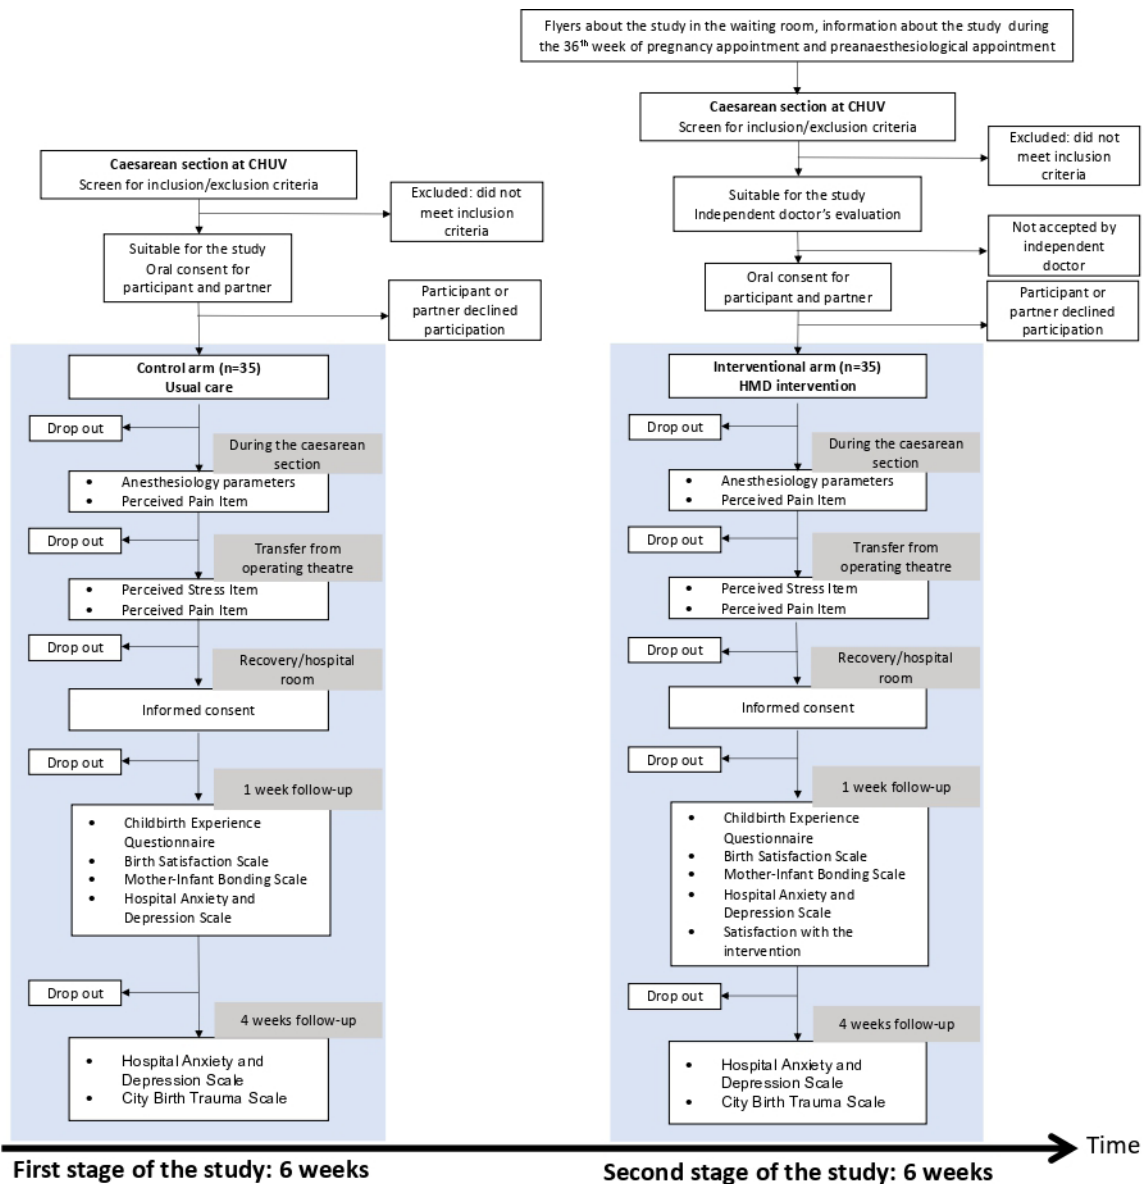 Flyers about the study in the waiting room, information about the study during
the 36th week of pregnancy appointment and preanaesthesiological appointment
Caesarean section at CHUV
Screen for inclusion/exclusion criteria
Excluded: did not
meet inclusion
criteria
Suitable for the study
Oral consent for
participant and partner
Participant or
partner declined
participation
Control arm (n=35)
Usual care
Drop out
During the caesarean
section
• Anesthesiology parameters
• Perceived Pain Item
Drop out
Transfer from
operating theatre
• Perceived Stress Item
• Perceived Pain Item
Drop out
Recovery/hospital
room
Informed consent
Drop out
1 week follow-up
• Childbirth Experience
Questionnaire
• Birth Satisfaction Scale
• Mother-Infant Bonding Scale
• Hospital Anxiety and
Depression Scale
Drop out
4 weeks follow-up
• Hospital Anxiety and
Depression Scale
• City Birth Trauma Scale
Caesarean section at CHUV
Screen for inclusion/exclusion criteria
Excluded: did not
meet inclusion
criteria
Suitable for the study
Independent doctor's evaluation
Not accepted by
independent
doctor
Oral consent for
participant and partner
Participant or
partner declined
participation
Interventional arm (n=35)
HMD intervention
Drop out
During the caesarean
section
• Anesthesiology parameters
• Perceived Pain Item
Drop out
Transfer from
operating theatre
• Perceived Stress Item
• Perceived Pain Item
Drop out
Recovery/hospital
room
Informed consent
Drop out
1 week follow-up
• Childbirth Experience
Questionnaire
• Birth Satisfaction Scale
• Mother-Infant Bonding Scale
• Hospital Anxiety and
Depression Scale
• Satisfaction with the
intervention
Drop out
4 weeks follow-up
• Hospital Anxiety and
Depression Scale
• City Birth Trauma Scale
Time
First stage of the study: 6 weeks
Second stage of the study: 6 weeks